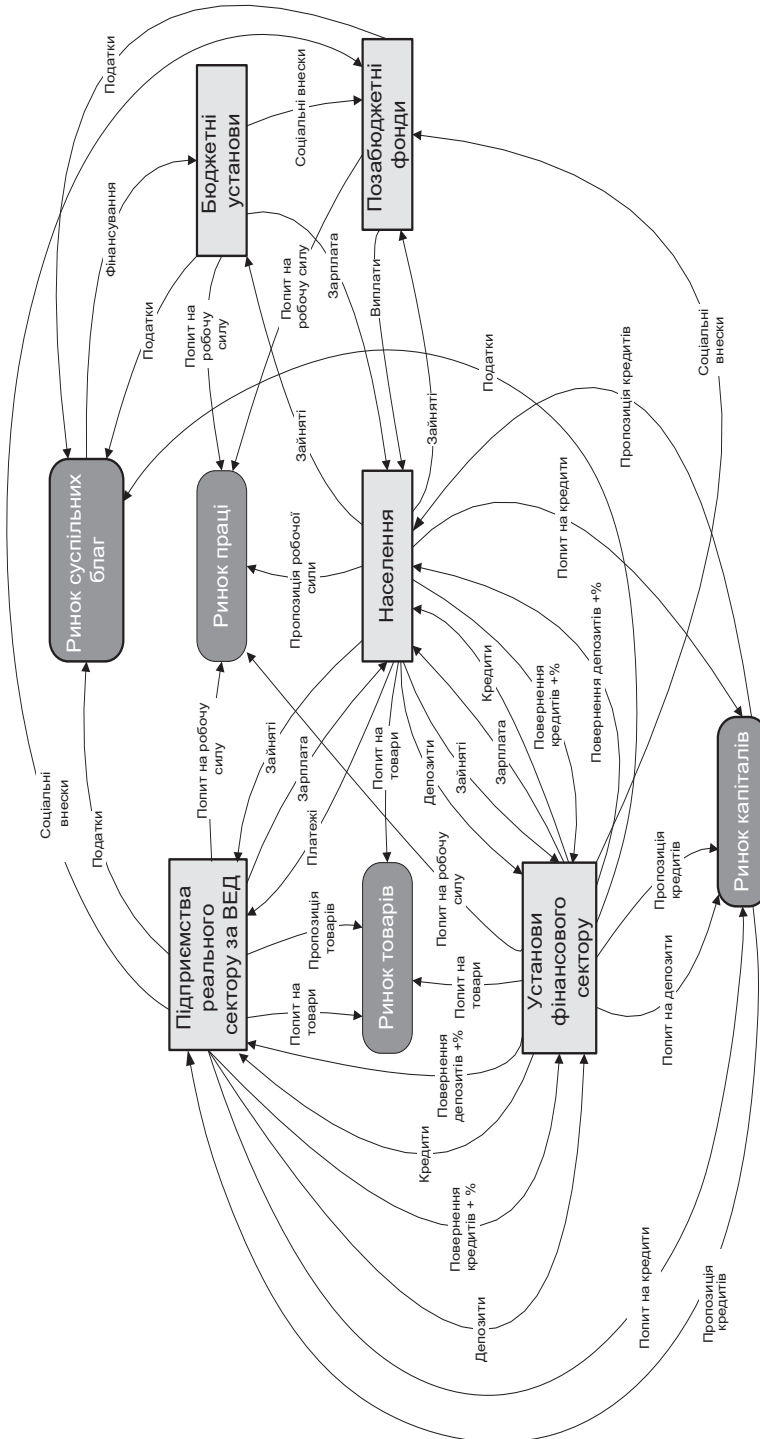 Соціальні
внески
Податки
Податки
Фінансування
Ринок суспільних
благ
Податки
Бюджетні
установи
Соціальні внески
Позабюджетні
фонди
Підприємства
реального
сектору за ВЕД
Попит на робочу
силу
Ринок праці
Попит на
робочу
силу
Попит на
робочу силу
Зарплата
Виплати
Зайняті
Зарплата
Платежі
Пропозиція робочої
сили
Зайняті
Зайняті
Попит на
товари
Пропозиція
товарів
Ринок товарів
Попит на
товари
Населення
Повернення
депозитів +%
Попит на
товари
Попит на робочу
силу
Депозити
Зайняті
Зарплата
Кредити
Повернення
кредитів +%
Повернення депозитів +%
Попит на кредити
Податки
Пропозиція кредитів
Соціальні
внески
Кредити
Повернення
кредитів + %
Депозити
Установи
фінансового
сектору
Попит на депозити
Пропозиція
кредитів
Ринок капіталів
Попит на кредити
Пропозиція
кредитів